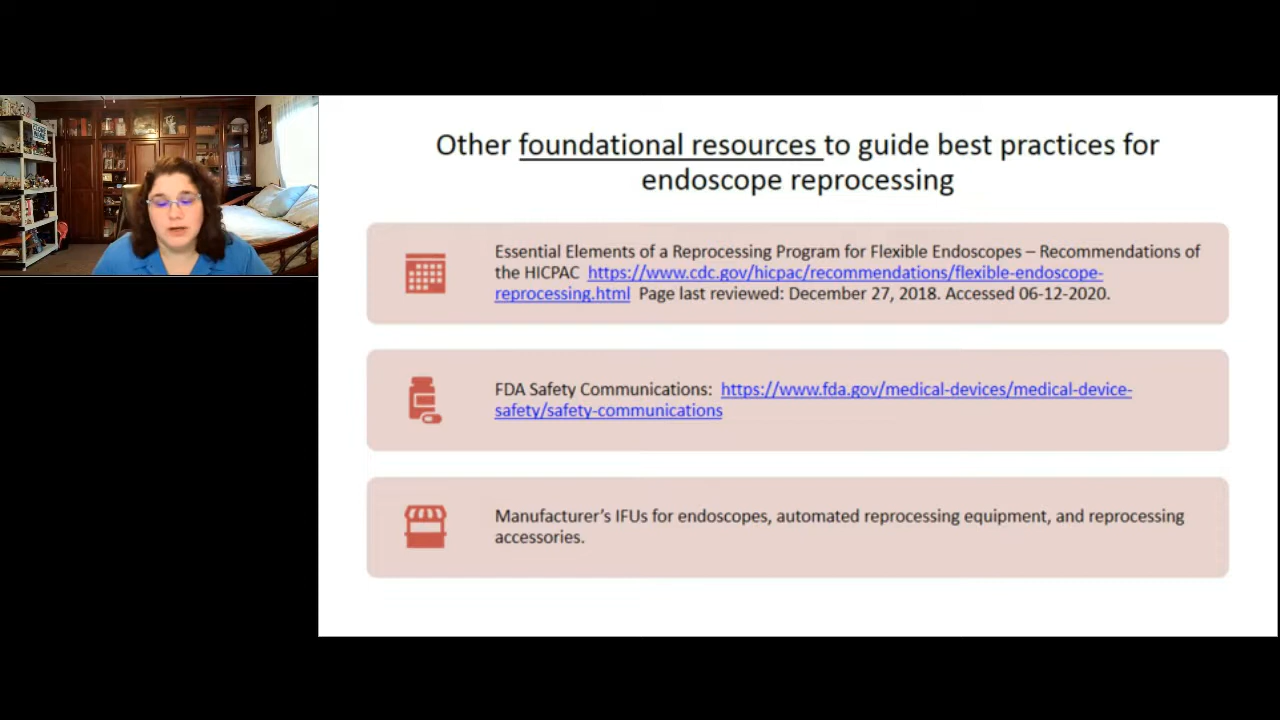 Other foundational resources to guide best practices for
endoscope reprocessing
Essential Elements of a Reprocessing Program for Flexible Endoscopes – Recommendations of
the HICPAC https://www.cdc.gov/hicpac/recommendations/flexible-endoscope-
reprocessing.html Page last reviewed: December 27, 2018. Accessed 06-12-2020.
FDA Safety Communications: https://www.fda.gov/medical-devices/medical-device-
safety/safety-communications
Manufacturer's IFUs for endoscopes, automated reprocessing equipment, and reprocessing
accessories.